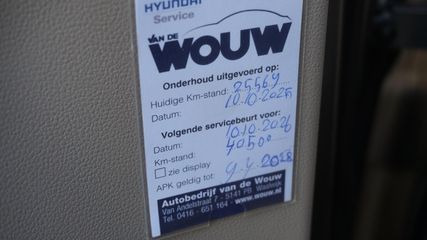 HYUNDAI
Service
VAN DE
WOUW
Onderhoud uitgevoerd op:
Huidige Km-stand: 25569
Datum: 10.10.2025
Volgende servicebeurt voor:
Datum: 10.10.2026
Km-stand: 4050
zie display
APK geldig tot: 9.4.2028
Autobedrijf van de Wouw
Van Andelstraat 7 - 5141 PB Waalwijk
Tel. 0416 - 651 164 - www.wouw.nl